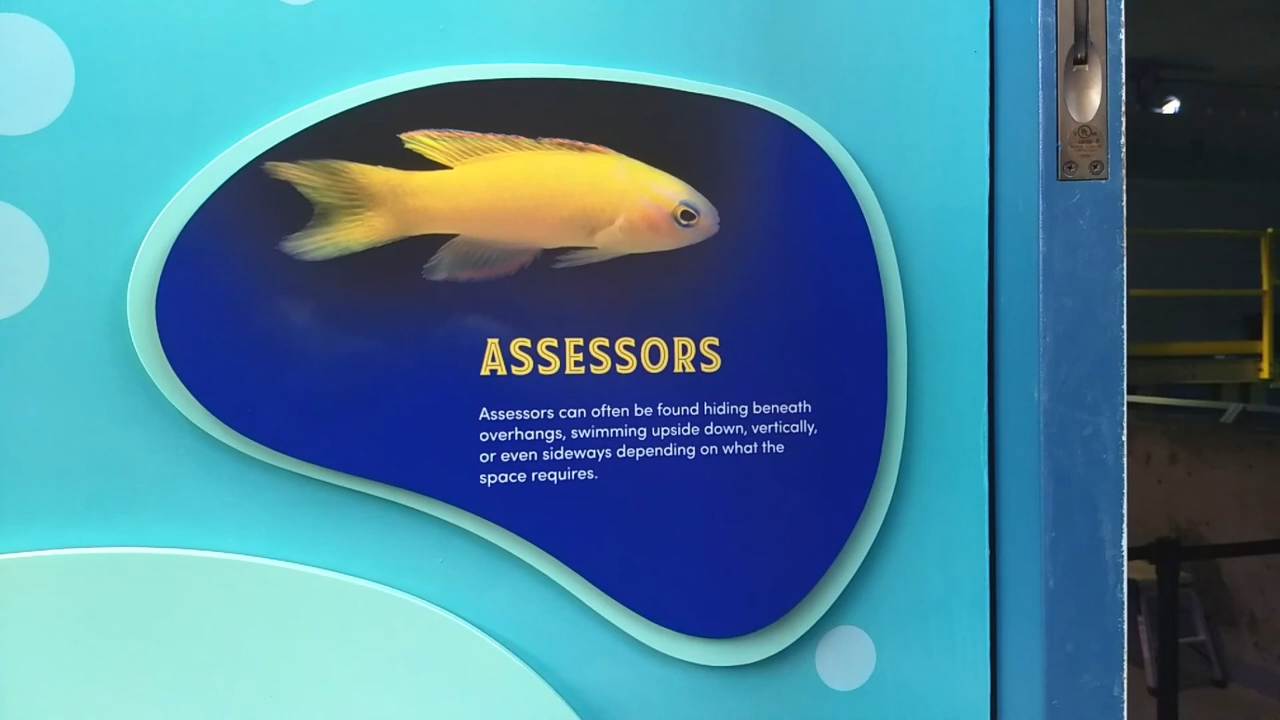 ASSESSORS
Assessors can often be found hiding beneath
overhangs, swimming upside down, vertically,
or even sideways depending on what the
space requires.